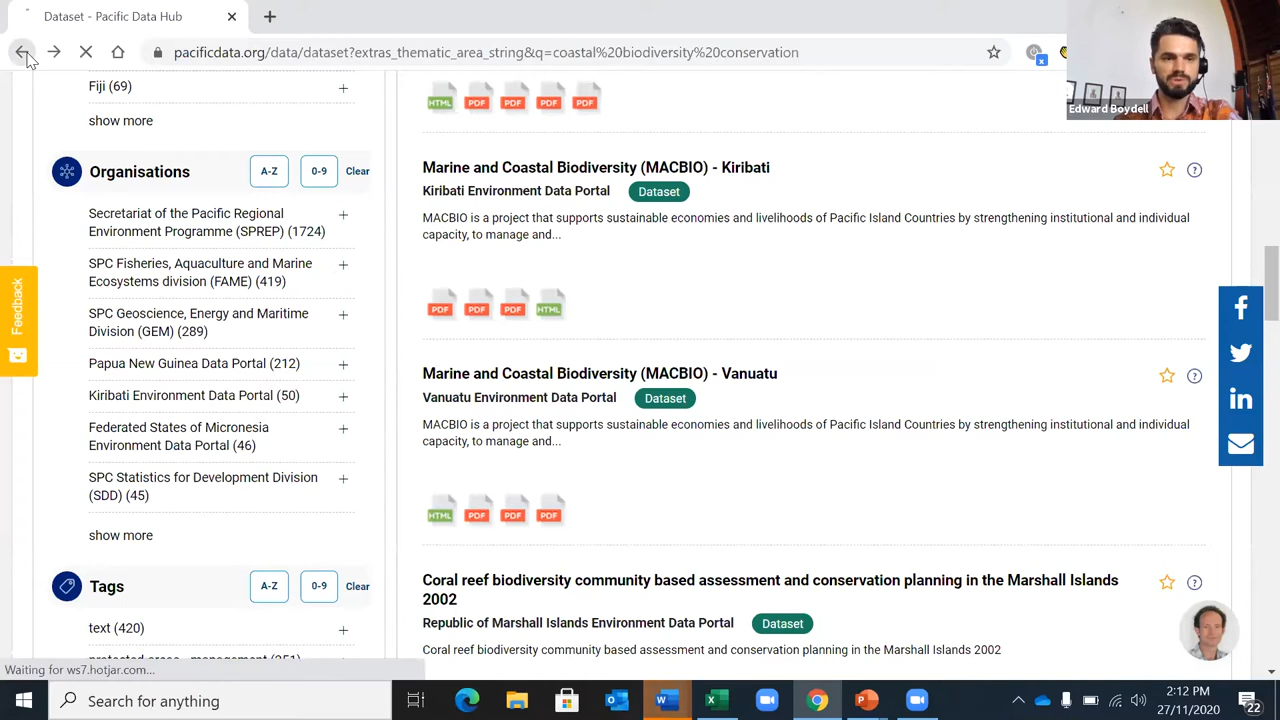 Dataset - Pacific Data Hub
pacificdata.org/data/dataset?extras_thematic_area_string&q=coastal%20biodiversity%20conservation
Edward Boydell
Fiji (69)
show more
Organisations
A-Z
0-9
Clear
Secretariat of the Pacific Regional
Environment Programme (SPREP) (1724)
SPC Fisheries, Aquaculture and Marine
Ecosystems division (FAME) (419)
SPC Geoscience, Energy and Maritime
Division (GEM) (289)
Papua New Guinea Data Portal (212)
Kiribati Environment Data Portal (50)
Federated States of Micronesia
Environment Data Portal (46)
SPC Statistics for Development Division
(SDD) (45)
show more
Tags
A-Z
0-9
Clear
text (420)
Feedback
HTML PDF PDF PDF PDF
Marine and Coastal Biodiversity (MACBIO) - Kiribati
Kiribati Environment Data Portal Dataset
MACBIO is a project that supports sustainable economies and livelihoods of Pacific Island Countries by strengthening institutional and individual
capacity, to manage and...
PDF PDF PDF HTML
Marine and Coastal Biodiversity (MACBIO) - Vanuatu
Vanuatu Environment Data Portal Dataset
MACBIO is a project that supports sustainable economies and livelihoods of Pacific Island Countries by strengthening institutional and individual
capacity, to manage and...
HTML PDF PDF PDF
Coral reef biodiversity community based assessment and conservation planning in the Marshall Islands
2002
Republic of Marshall Islands Environment Data Portal Dataset
Coral reef biodiversity community based assessment and conservation planning in the Marshall Islands 2002
Waiting for ws7.hotjar.com...
Search for anything
2:12 PM
27/11/2020
22